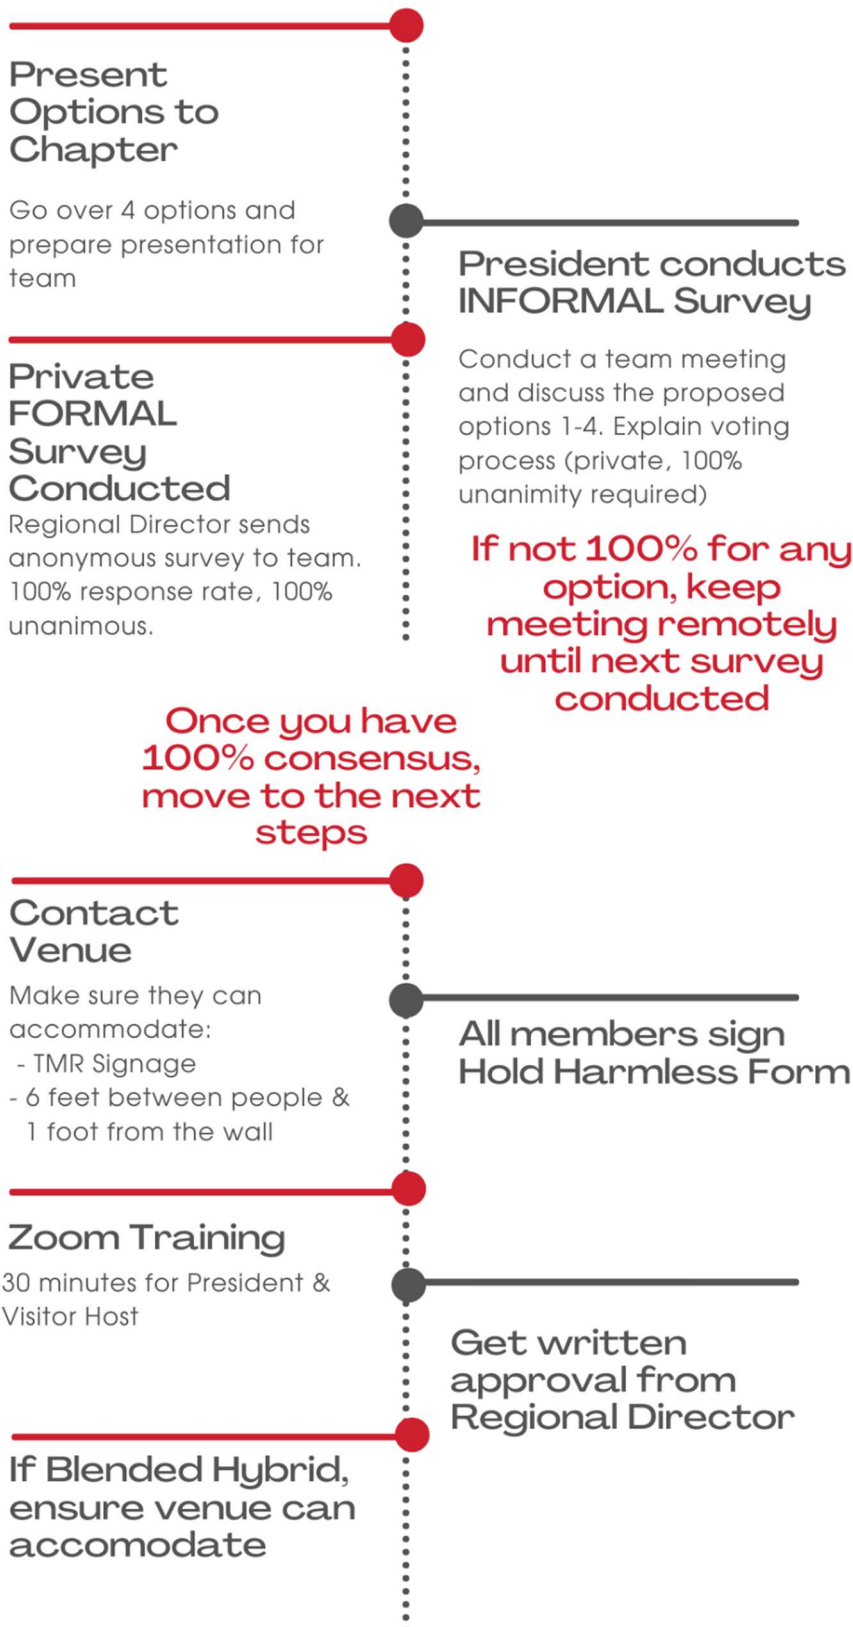 Present
Options to
Chapter
Go over 4 options and
prepare presentation for
team
President conducts
INFORMAL Survey
Conduct a team meeting
and discuss the proposed
options 1-4. Explain voting
process (private, 100%
unanimity required)
Private
FORMAL
Survey
Conducted
Regional Director sends
anonymous survey to team.
100% response rate, 100%
unanimous.
If not 100% for any
option, keep
meeting remotely
until next survey
conducted
Once you have
100% consensus,
move to the next
steps
Contact
Venue
Make sure they can
accommodate:
- TMR Signage
- 6 feet between people &
1 foot from the wall
All members sign
Hold Harmless Form
Zoom Training
30 minutes for President &
Visitor Host
Get written
approval from
Regional Director
If Blended Hybrid,
ensure venue can
accomodate